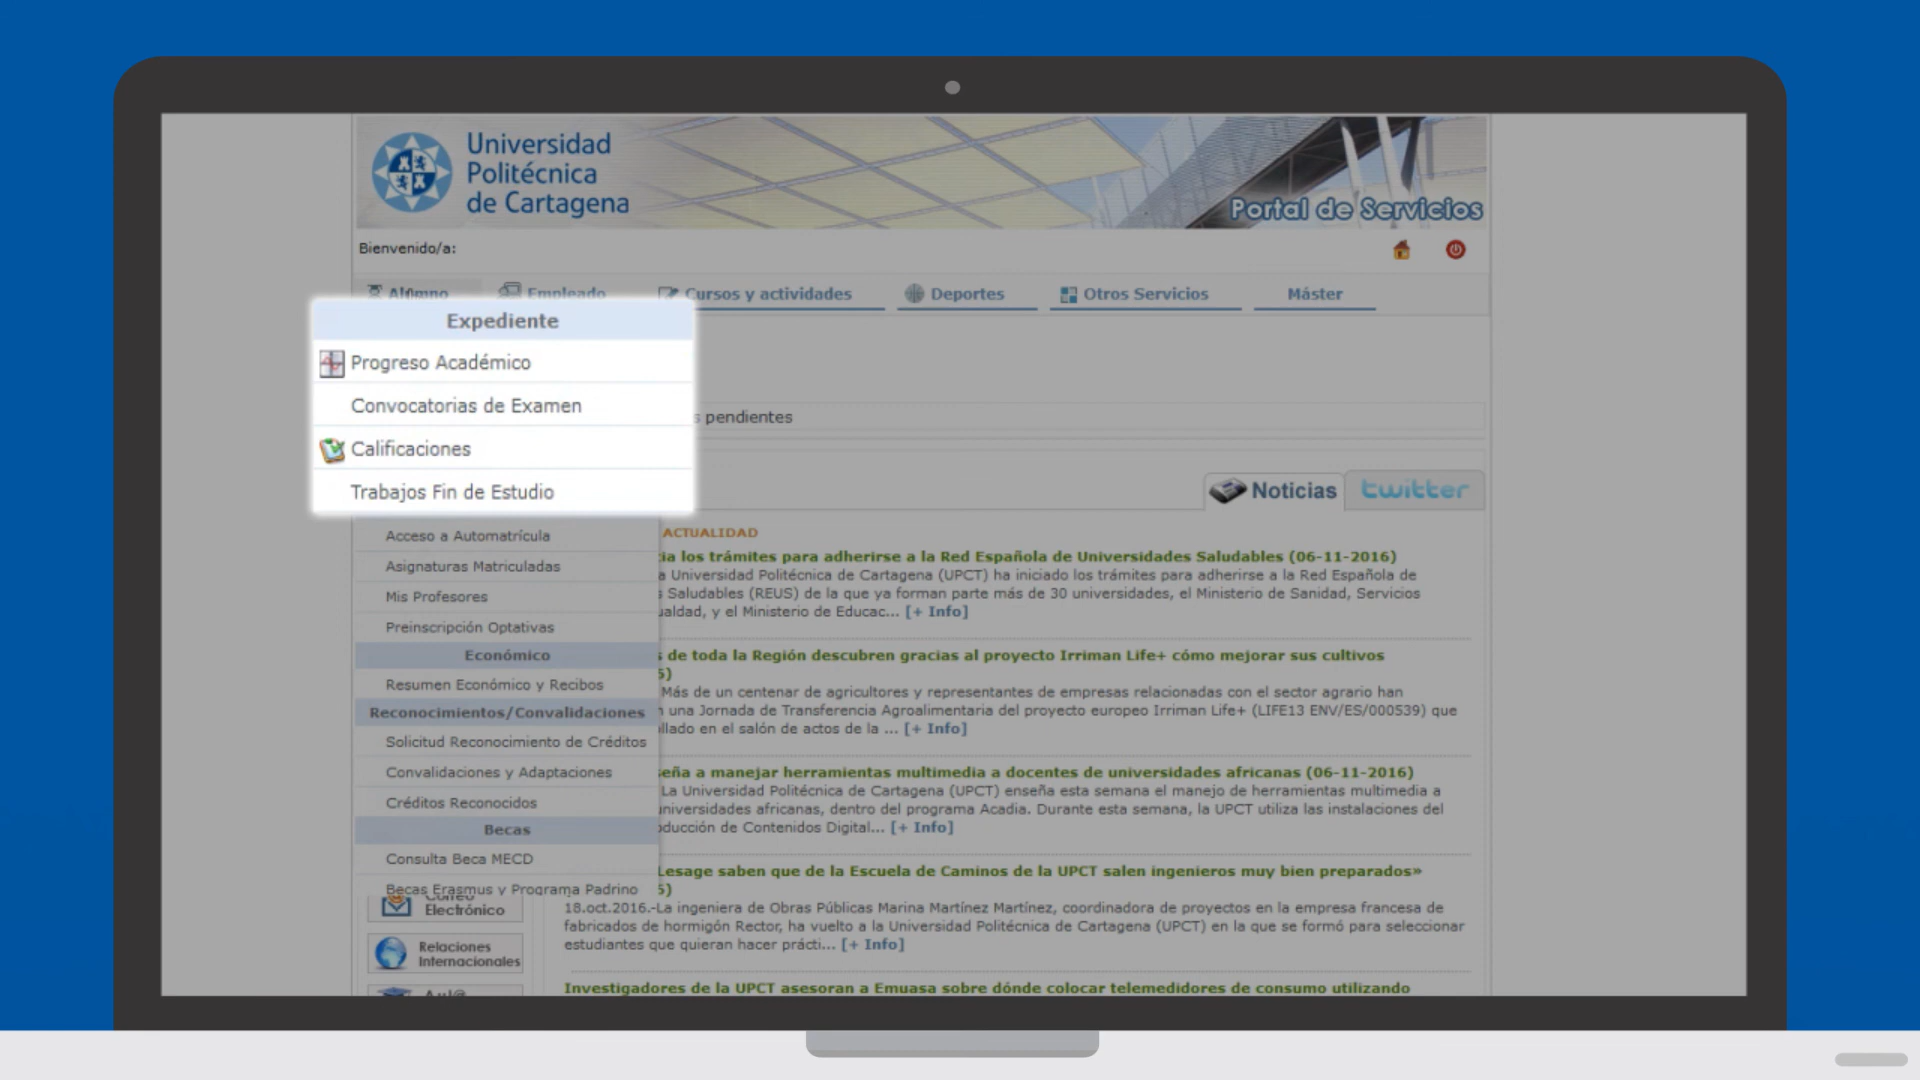 Universidad
Politécnica
de Cartagena
Portal de Servicios
Bienvenido/a:
Alumno
Empleado
Cursos y actividades
Deportes
Otros Servicios
Máster
Expediente
Progreso Académico
Convocatorias de Examen
Calificaciones
Trabajos Fin de Estudio
pendientes
Noticias
twitter
Acceso a Automatrícula
Asignaturas Matriculadas
Mis Profesores
Preinscripción Optativas
Económico
Resumen Económico y Recibos
Reconocimientos/Convalidaciones
Solicitud Reconocimiento de Créditos
Convalidaciones y Adaptaciones
Créditos Reconocidos
Becas
Consulta Beca MECD
Becas Erasmus y Programa Padrino
Correo
Electrónico
Relaciones
Internacionales
Aul@
ACTUALIDAD
los trámites para adherirse a la Red Española de Universidades Saludables (06-11-2016)
a Universidad Politécnica de Cartagena (UPCT) ha iniciado los trámites para adherirse a la Red Española de
Saludables (REUS) de la que ya forman parte más de 30 universidades, el Ministerio de Sanidad, Servicios
ualdad, y el Ministerio de Educac... [+ Info]
de toda la Región descubren gracias al proyecto Irriman Life+ cómo mejorar sus cultivos
Más de un centenar de agricultores y representantes de empresas relacionadas con el sector agrario han
una Jornada de Transferencia Agroalimentaria del proyecto europeo Irriman Life+ (LIFE13 ENV/ES/000539) que
llado en el salón de actos de la ... [+ Info]
eña a manejar herramientas multimedia a docentes de universidades africanas (06-11-2016)
La Universidad Politécnica de Cartagena (UPCT) enseña esta semana el manejo de herramientas multimedia a
universidades africanas, dentro del programa Acadia. Durante esta semana, la UPCT utiliza las instalaciones del
ducción de Contenidos Digital... [+ Info]
Lesage saben que de la Escuela de Caminos de la UPCT salen ingenieros muy bien preparados»
18.oct.2016.-La ingeniera de Obras Públicas Marina Martínez Martínez, coordinadora de proyectos en la empresa francesa de
fabricados de hormigón Rector, ha vuelto a la Universidad Politécnica de Cartagena (UPCT) en la que se formó para seleccionar
estudiantes que quieran hacer prácti... [+ Info]
Investigadores de la UPCT asesoran a Emuasa sobre dónde colocar telemedidores de consumo utilizando